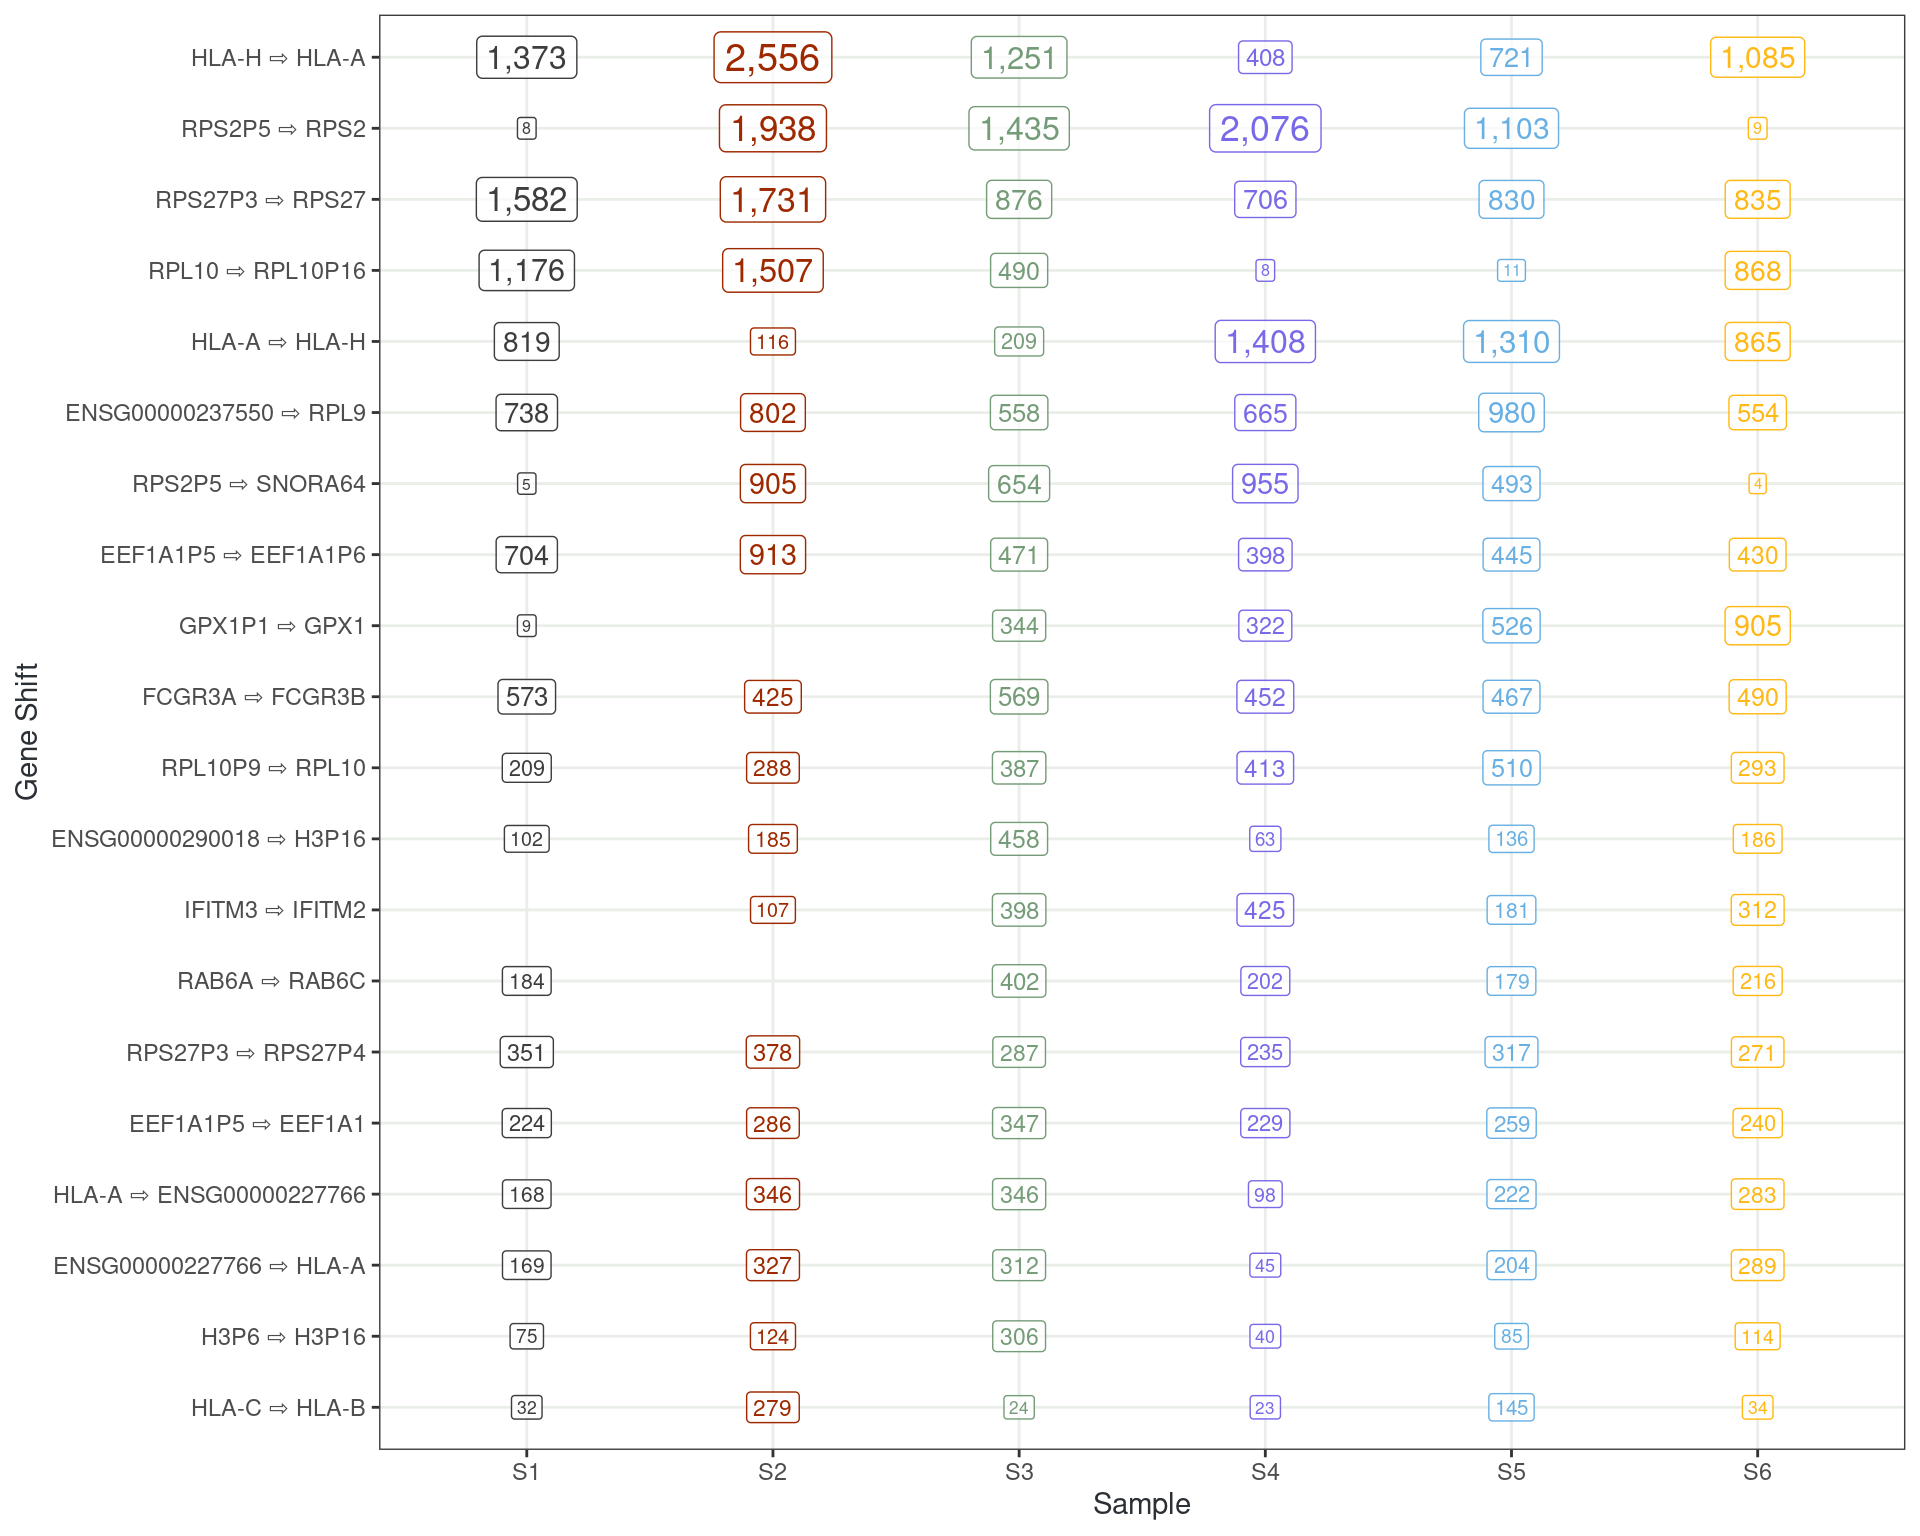 HLA-H ⇨ HLA-A 1,373 2,556 1,251 408 721 1,085
RPS2P5 ⇨ RPS2 8 1,938 1,435 2,076 1,103 9
RPS27P3 ⇨ RPS27 1,582 1,731 876 706 830 835
RPL10 ⇨ RPL10P16 1,176 1,507 490 8 11 868
HLA-A ⇨ HLA-H 819 116 209 1,408 1,310 865
ENSG00000237550 ⇨ RPL9 738 802 558 665 980 554
RPS2P5 ⇨ SNORA64 5 905 654 955 493 4
EEF1A1P5 ⇨ EEF1A1P6 704 913 471 398 445 430
GPX1P1 ⇨ GPX1 9 344 322 526 905
FCGR3A ⇨ FCGR3B 573 425 569 452 467 490
RPL10P9 ⇨ RPL10 209 288 387 413 510 293
ENSG00000290018 ⇨ H3P16 102 185 458 63 136 186
IFITM3 ⇨ IFITM2 107 398 425 181 312
RAB6A ⇨ RAB6C 184 402 202 179 216
RPS27P3 ⇨ RPS27P4 351 378 287 235 317 271
EEF1A1P5 ⇨ EEF1A1 224 286 347 229 259 240
HLA-A ⇨ ENSG00000227766 168 346 346 98 222 283
ENSG00000227766 ⇨ HLA-A 169 327 312 45 204 289
H3P6 ⇨ H3P16 75 124 306 40 85 114
HLA-C ⇨ HLA-B 32 279 24 23 145 34
S1 S2 S3 S4 S5 S6
Sample
Gene Shift